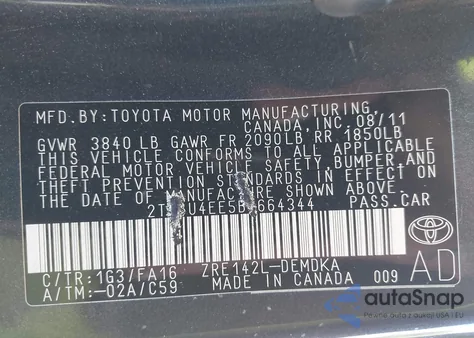 MFD.BY:TOYOTA MOTOR MANUFACTURING
CANADA, INC. 08/11
GVWR 3840LB GAWR FR 2090LB RR 1850LB
THIS VEHICLE CONFORMS TO ALL APPLICABLE
FEDERAL MOTOR VEHICLE SAFETY, BUMPER, AND
THEFT PREVENTION STANDARDS IN EFFECT ON
THE DATE OF MANUFACTURE SHOWN ABOVE.
PASS.CAR
C/TR:1G3/FA16 ZRE142L-DEMDKA
A/TM:-02A/C59 MADE IN CANADA 009
TOYOTA
AD
autoSnap